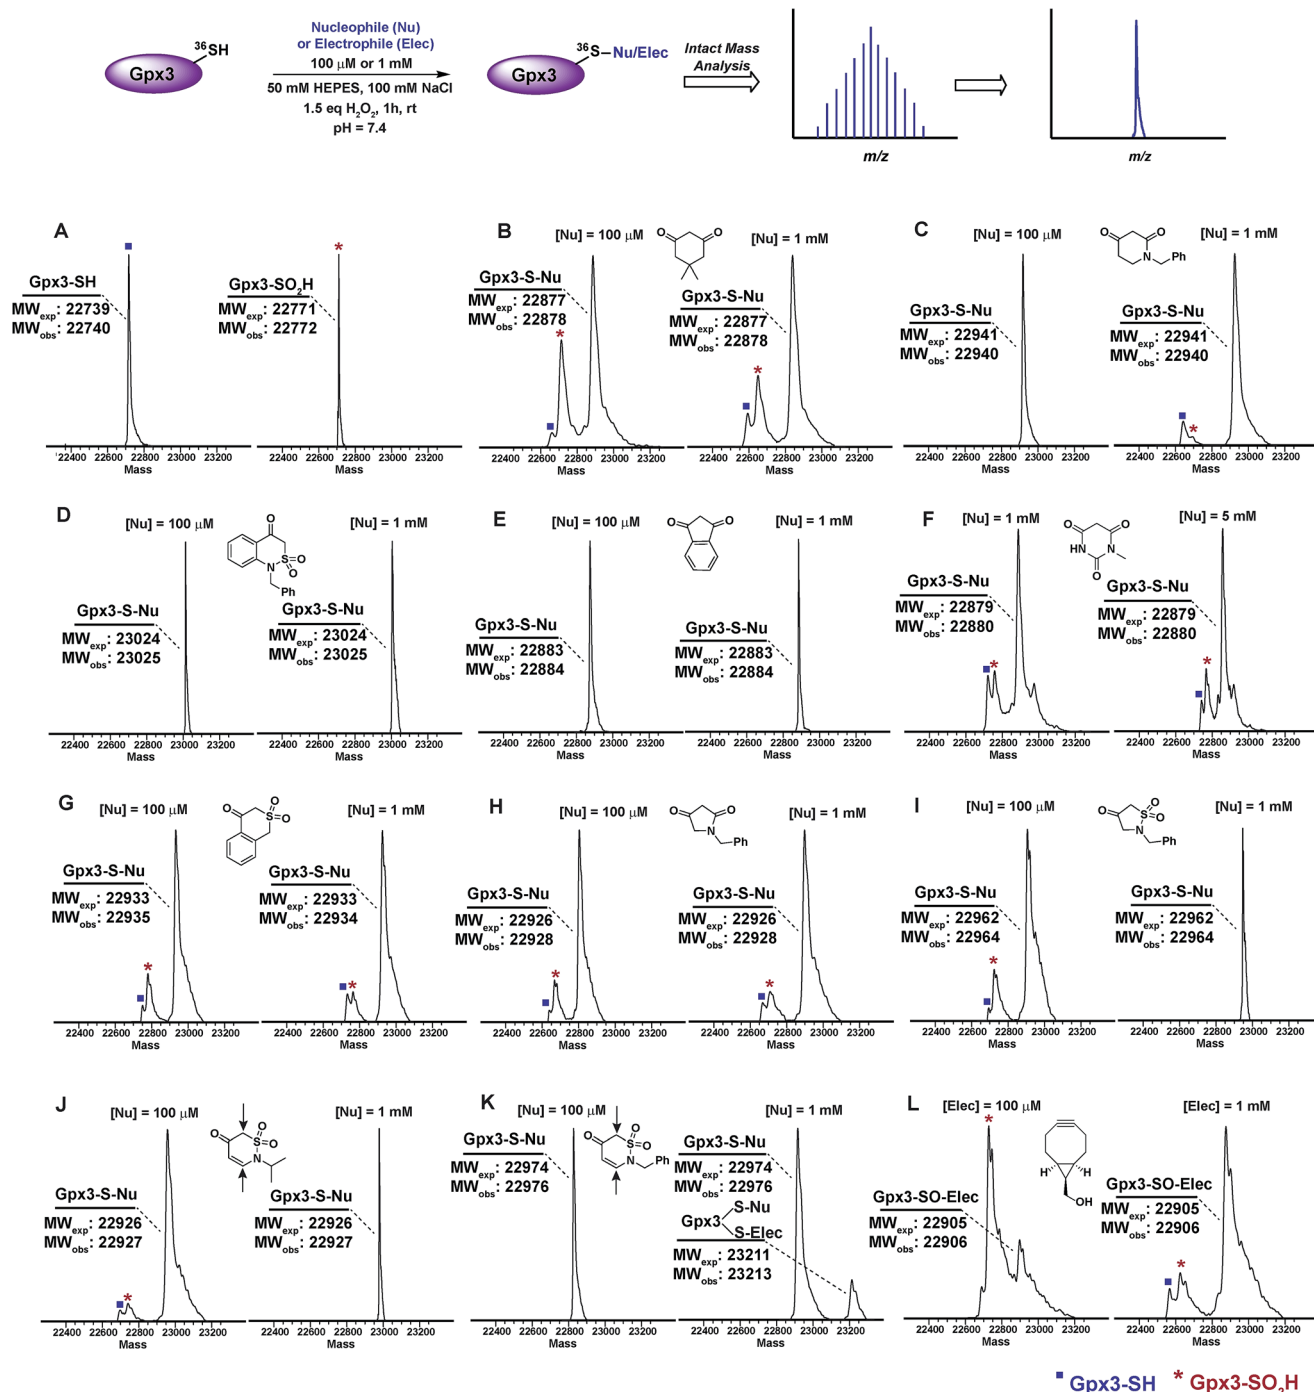 Nucleophile (Nu)
or Electrophile (Elec)
36
SH
Gpx3
100 μM or 1 mM
50 mM HEPES, 100 mM NaCl
1.5 eq H2O2, 1h, rt
pH = 7.4
36
S–Nu/Elec
Gpx3
Intact Mass
Analysis
m/z
m/z
A
Gpx3-SH
MWexp: 22739
MWobs: 22740
*
Gpx3-SO2H
MWexp: 22771
MWobs: 22772
22400 22600 22800 23000 23200
Mass
22400 22600 22800 23000 23200
Mass
B
[Nu] = 100 μM
O O
[Nu] = 1 mM
Gpx3-S-Nu
MWexp: 22877
MWobs: 22878
*
Gpx3-S-Nu
MWexp: 22877
MWobs: 22878
*
22400 22600 22800 23000 23200
Mass
22400 22600 22800 23000 23200
Mass
C
[Nu] = 100 μM
O O
N Ph
[Nu] = 1 mM
Gpx3-S-Nu
MWexp: 22941
MWobs: 22940
Gpx3-S-Nu
MWexp: 22941
MWobs: 22940
*
22400 22600 22800 23000 23200
Mass
22400 22600 22800 23000 23200
Mass
D
[Nu] = 100 μM
O
S O
N O
Ph
[Nu] = 1 mM
Gpx3-S-Nu
MWexp: 23024
MWobs: 23025
Gpx3-S-Nu
MWexp: 23024
MWobs: 23025
22400 22600 22800 23000 23200
Mass
22400 22600 22800 23000 23200
Mass
E
[Nu] = 100 μM
O O
[Nu] = 1 mM
Gpx3-S-Nu
MWexp: 22883
MWobs: 22884
Gpx3-S-Nu
MWexp: 22883
MWobs: 22884
22400 22600 22800 23000 23200
Mass
22400 22600 22800 23000 23200
Mass
F
[Nu] = 1 mM
O O
NH N
O
[Nu] = 5 mM
Gpx3-S-Nu
MWexp: 22879
MWobs: 22880
*
Gpx3-S-Nu
MWexp: 22879
MWobs: 22880
*
22400 22600 22800 23000 23200
Mass
22400 22600 22800 23000 23200
Mass
G
[Nu] = 100 μM
O O
S O
[Nu] = 1 mM
Gpx3-S-Nu
MWexp: 22933
MWobs: 22935
*
Gpx3-S-Nu
MWexp: 22933
MWobs: 22934
*
22400 22600 22800 23000 23200
Mass
22400 22600 22800 23000 23200
Mass
H
[Nu] = 100 μM
O O
N
Ph
[Nu] = 1 mM
Gpx3-S-Nu
MWexp: 22926
MWobs: 22928
*
Gpx3-S-Nu
MWexp: 22926
MWobs: 22928
*
22400 22600 22800 23000 23200
Mass
22400 22600 22800 23000 23200
Mass
I
[Nu] = 100 μM
O O
O S
N
Ph
[Nu] = 1 mM
Gpx3-S-Nu
MWexp: 22962
MWobs: 22964
*
Gpx3-S-Nu
MWexp: 22962
MWobs: 22964
22400 22600 22800 23000 23200
Mass
22400 22600 22800 23000 23200
Mass
J
[Nu] = 100 μM
O O
S O
N
[Nu] = 1 mM
Gpx3-S-Nu
MWexp: 22926
MWobs: 22927
*
Gpx3-S-Nu
MWexp: 22926
MWobs: 22927
22400 22600 22800 23000 23200
Mass
22400 22600 22800 23000 23200
Mass
K
[Nu] = 100 μM
O O
S O
N Ph
[Nu] = 1 mM
Gpx3-S-Nu
MWexp: 22974
MWobs: 22976
Gpx3-S-Nu
MWexp: 22974
MWobs: 22976
S-Nu
Gpx3
S-Elec
MWexp: 23211
MWobs: 23213
22400 22600 22800 23000 23200
Mass
22400 22600 22800 23000 23200
Mass
L
[Elec] = 100 μM
H H
OH
[Elec] = 1 mM
*
Gpx3-SO-Elec
MWexp: 22905
MWobs: 22906
Gpx3-SO-Elec
MWexp: 22905
MWobs: 22906
*
22400 22600 22800 23000 23200
Mass
22400 22600 22800 23000 23200
Mass
Gpx3-SH * Gpx3-SO2H